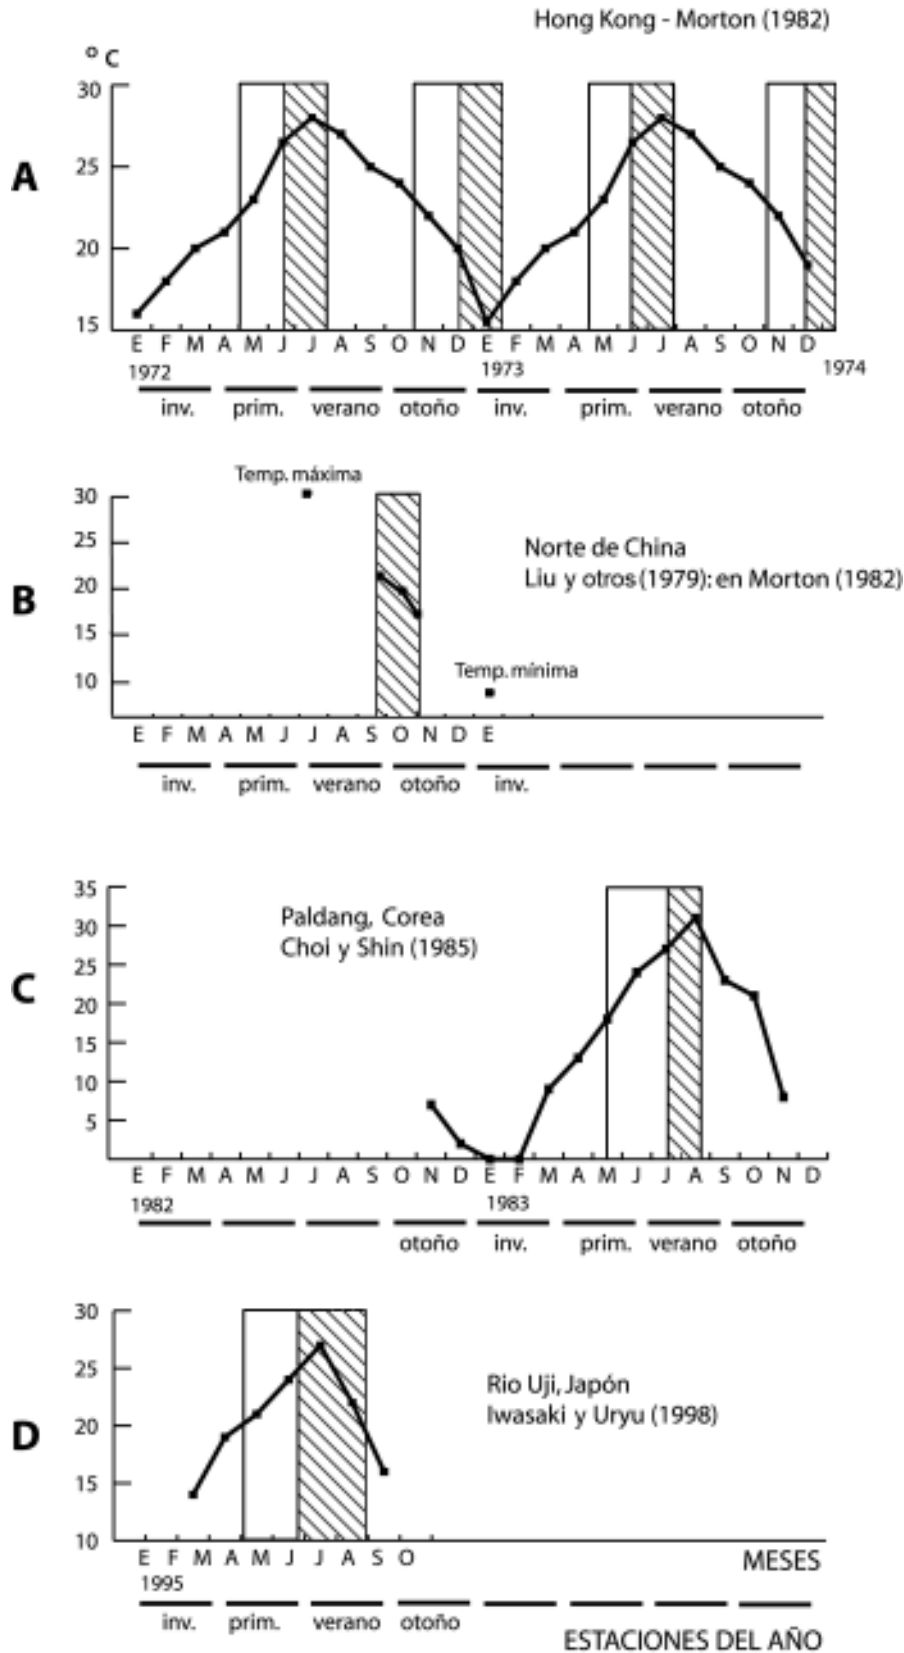 Hong Kong - Morton (1982)
° C
A
30
25
20
15
E F M A M J J A S O N D E F M A M J J A S O N D
1972 1973 1974
inv. prim. verano otoño inv. prim. verano otoño
Temp. máxima
B
30
25
20
15
10
Norte de China
Liu y otros (1979): en Morton (1982)
Temp. mínima
E F M A M J J A S O N D E
inv. prim. verano otoño inv.
C
35
30
25
20
15
10
5
Paldang, Corea
Choi y Shin (1985)
E F M A M J J A S O N D E F M A M J J A S O N D
1982 1983
otoño inv. prim. verano otoño
D
30
25
20
15
10
Rio Uji, Japón
Iwasaki y Uryu (1998)
E F M A M J J A S O
MESES
1995
inv. prim. verano otoño
ESTACIONES DEL AÑO